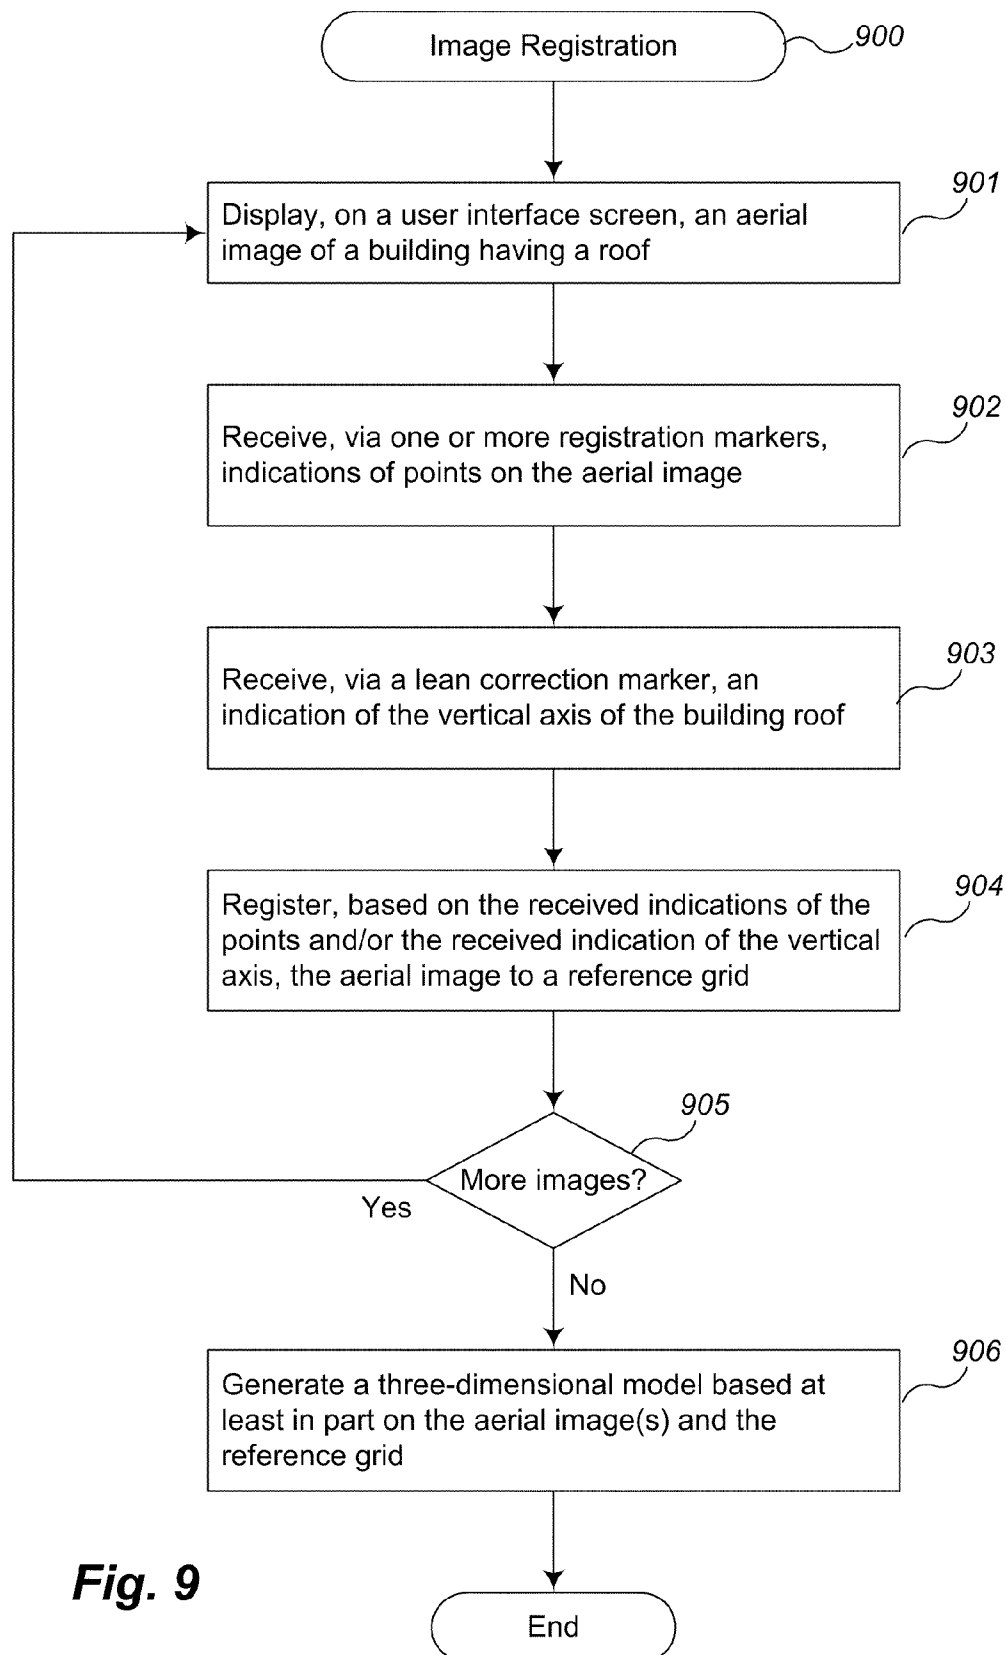 Image Registration
900
901
Display, on a user interface screen, an aerial
image of a building having a roof
902
Receive, via one or more registration markers,
indications of points on the aerial image
903
Receive, via a lean correction marker, an
indication of the vertical axis of the building roof
904
Register, based on the received indications of the
points and/or the received indication of the vertical
axis, the aerial image to a reference grid
905
More images?
Yes
No
906
Generate a three-dimensional model based at
least in part on the aerial image(s) and the
reference grid
Fig. 9
End